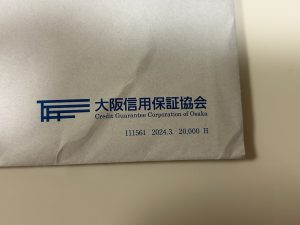 大阪信用保証協会
Credit Guarantee Corporation of Osaka
111561 2024.3. 20,000 H